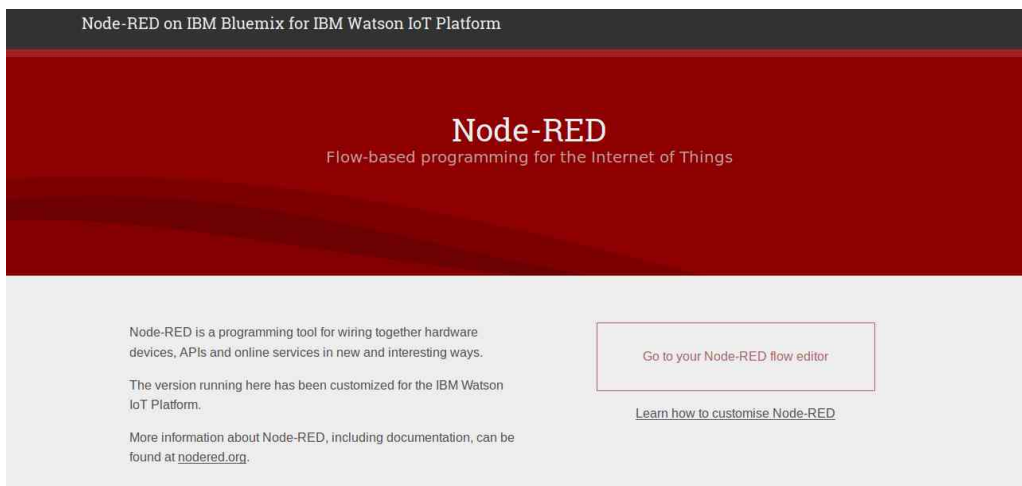 Node-RED on IBM Bluemix for IBM Watson IoT Platform
Node-RED
Flow-based programming for the Internet of Things
Node-RED is a programming tool for wiring together hardware
devices, APIs and online services in new and interesting ways.
The version running here has been customized for the IBM Watson
IoT Platform.
More information about Node-RED, including documentation, can be
found at nodered.org.
Go to your Node-RED flow editor
Learn how to customise Node-RED